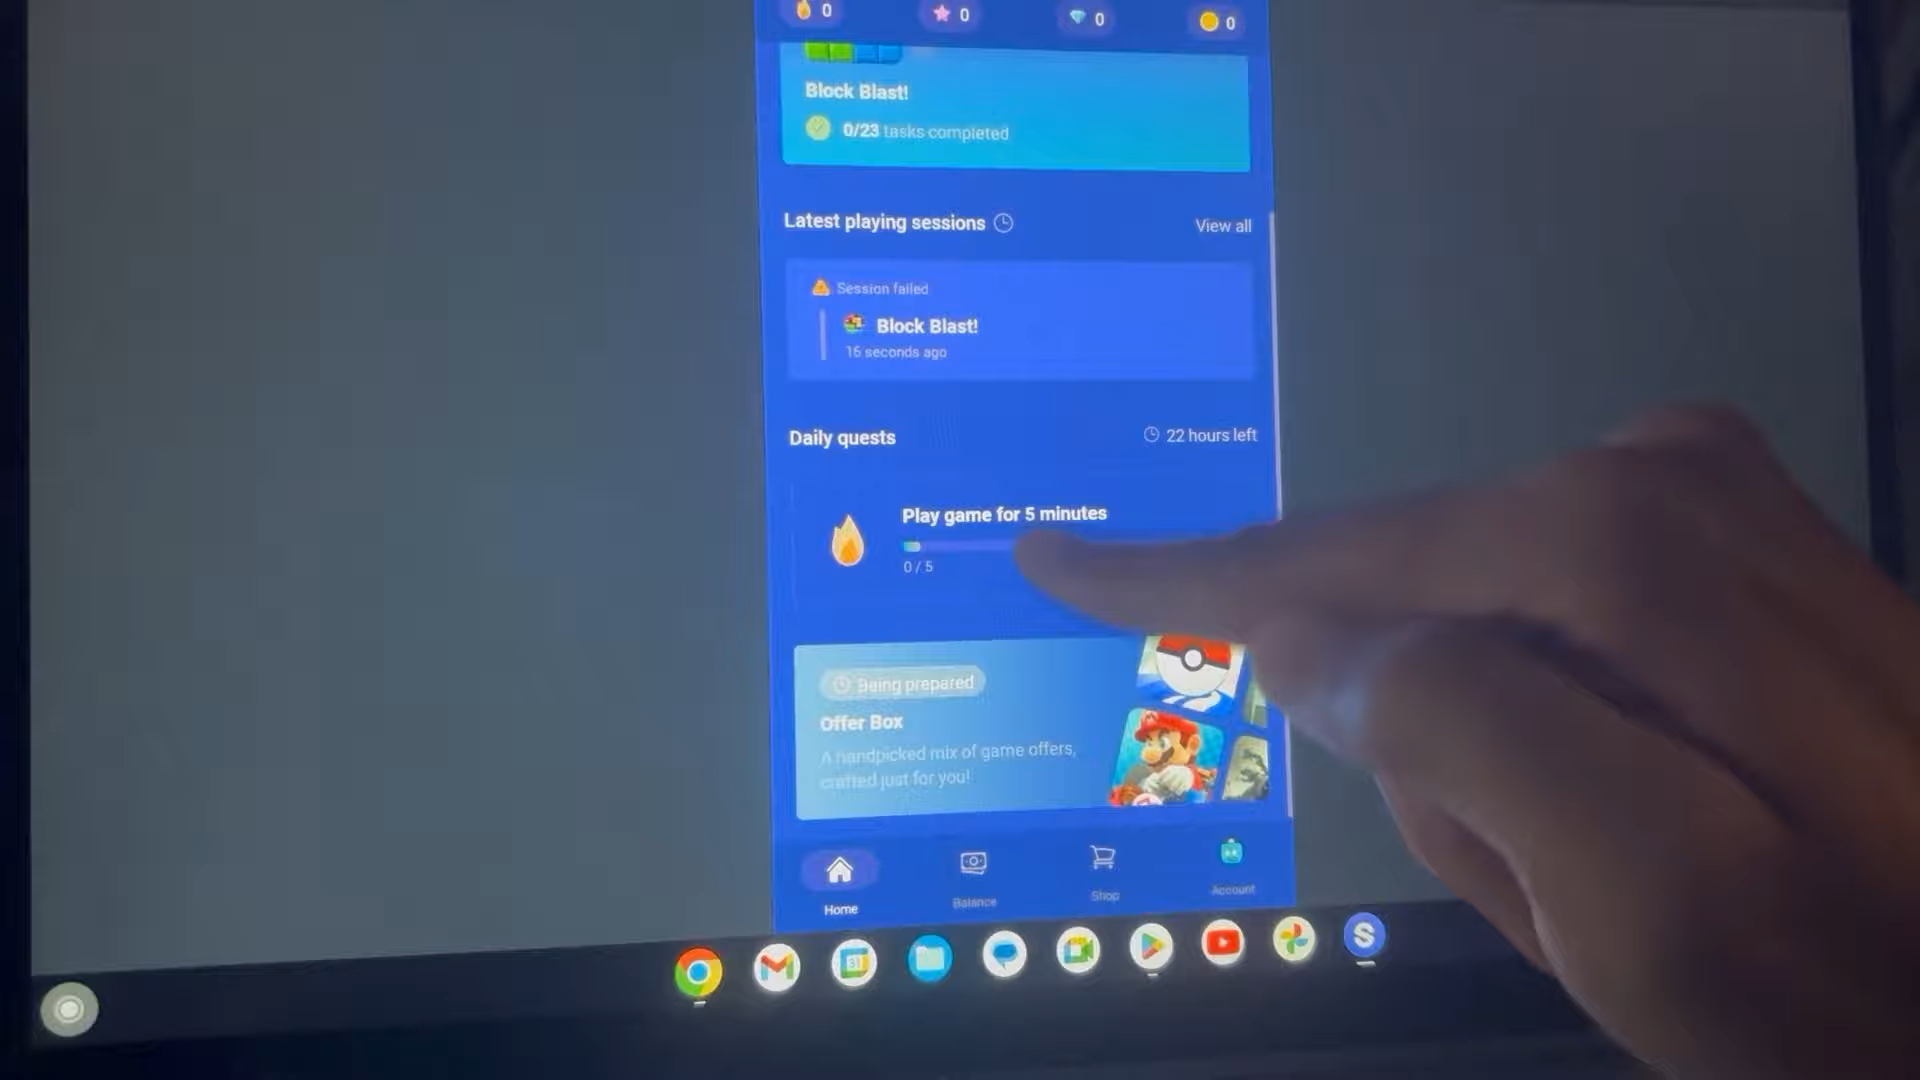 0
0
0
0
Block Blast!
0/23 tasks completed
Latest playing sessions
View all
Session failed
Block Blast!
16 seconds ago
Daily quests
22 hours left
Play game for 5 minutes
0 / 5
Being prepared
Offer Box
A handpicked mix of game offers,
crafted just for you!
Home
Balance
Shop
Account
31
S